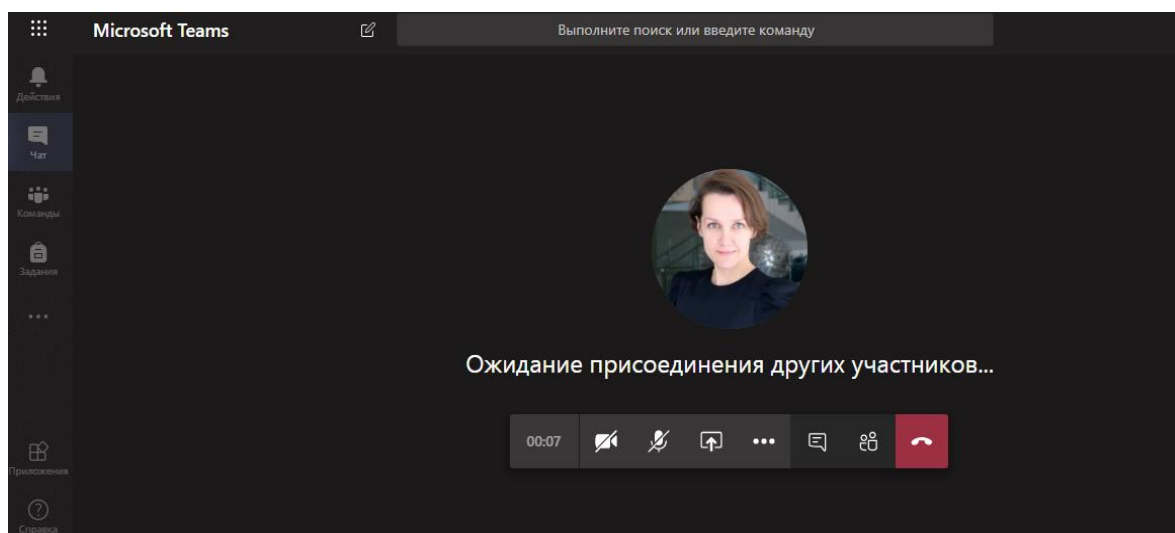 Microsoft Teams
Выполните поиск или введите команду
Действия
Чат
Команды
Задания
Ожидание присоединения других участников...
00:07
Приложения
Справка